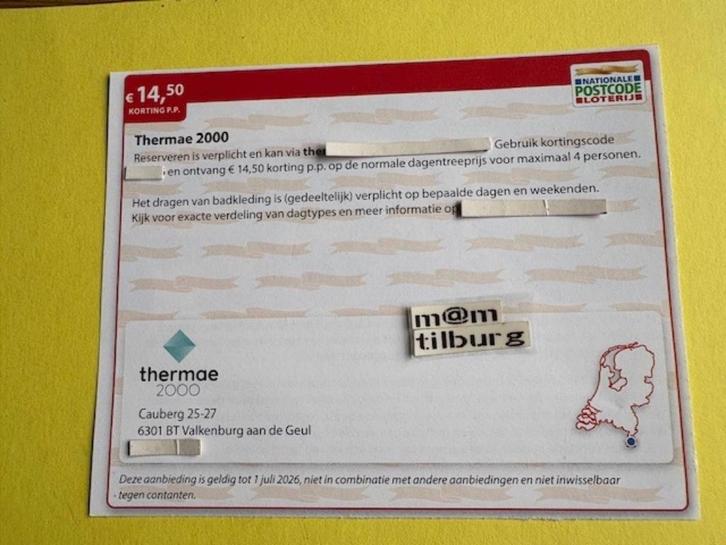 € 14,50
KORTING P.P.
NATIONALE
POSTCODE
LOTERIJ
Thermae 2000
Reserveren is verplicht en kan via the Gebruik kortingscode
, en ontvang € 14,50 korting p.p. op de normale dagentreeprijs voor maximaal 4 personen.
Het dragen van badkleding is (gedeeltelijk) verplicht op bepaalde dagen en weekenden.
Kijk voor exacte verdeling van dagtypes en meer informatie op
m@m
tilburg
thermae
2000
Cauberg 25-27
6301 BT Valkenburg aan de Geul
Deze aanbieding is geldig tot 1 juli 2026, niet in combinatie met andere aanbiedingen en niet inwisselbaar
tegen contanten.